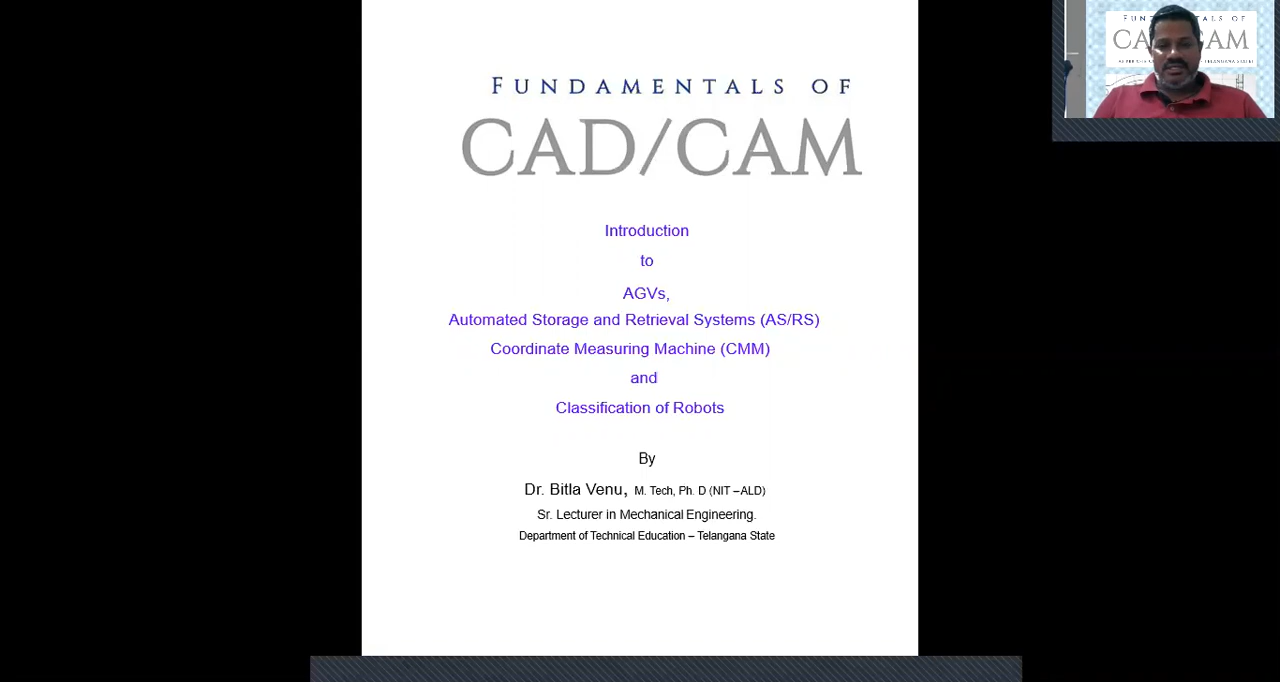 FUNDAMENTALS OF
CAD/CAM
Introduction
to
AGVs,
Automated Storage and Retrieval Systems (AS/RS)
Coordinate Measuring Machine (CMM)
and
Classification of Robots
By
Dr. Bitla Venu, M. Tech, Ph. D (NIT –ALD)
Sr. Lecturer in Mechanical Engineering.
Department of Technical Education – Telangana State